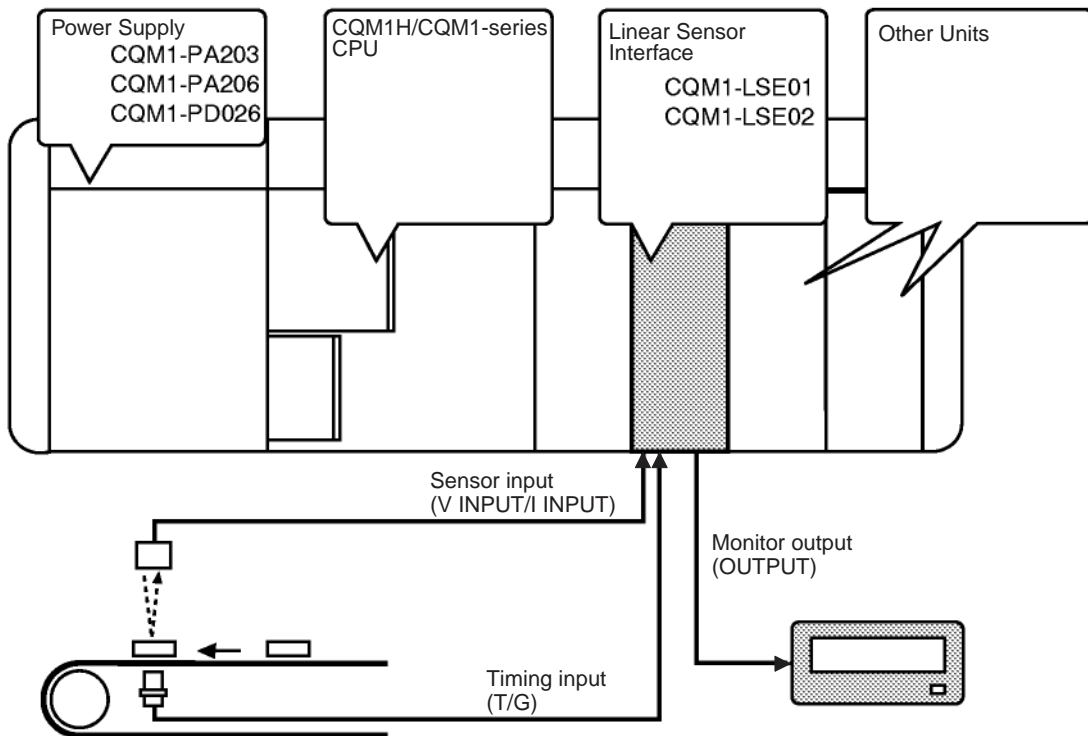 Power Supply
CQM1-PA203
CQM1-PA206
CQM1-PD026
CQM1H/CQM1-series
CPU
Linear Sensor
Interface
CQM1-LSE01
CQM1-LSE02
Other Units
Sensor input
(V INPUT/I INPUT)
Monitor output
(OUTPUT)
Timing input
(T/G)